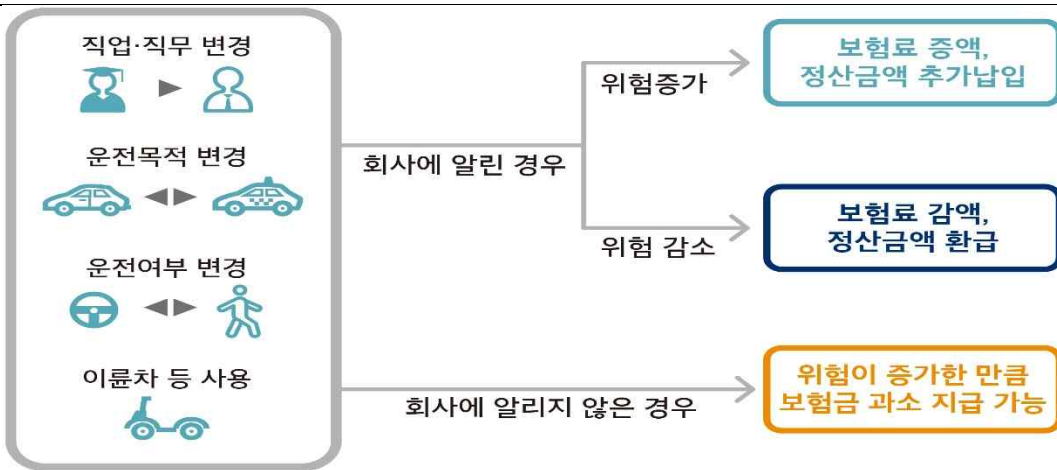 직업·직무 변경
운전목적 변경
운전여부 변경
이륜차 등 사용
회사에 알린 경우
위험증가
보험료 증액,
정산금액 추가납입
위험 감소
보험료 감액,
정산금액 환급
회사에 알리지 않은 경우
위험이 증가한 만큼
보험금 과소 지급 가능